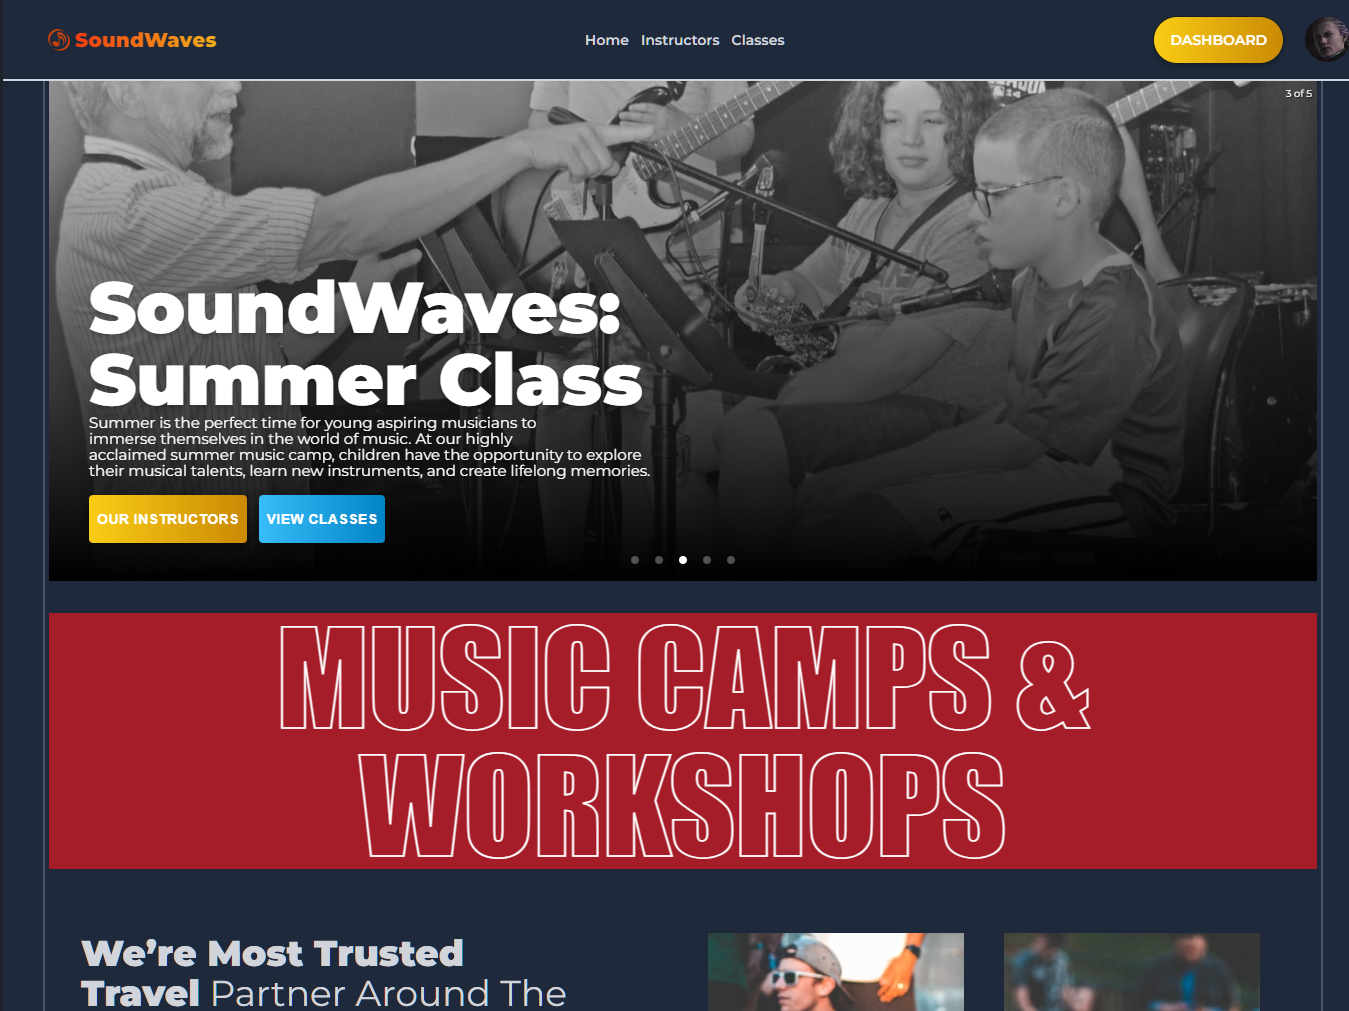 SoundWaves
Home Instructors Classes
DASHBOARD
3 of 5
SoundWaves:
Summer Class
Summer is the perfect time for young aspiring musicians to
immerse themselves in the world of music. At our highly
acclaimed summer music camp, children have the opportunity to explore
their musical talents, learn new instruments, and create lifelong memories.
OUR INSTRUCTORS
VIEW CLASSES
MUSIC CAMPS &
WORKSHOPS
We’re Most Trusted
Travel Partner Around The